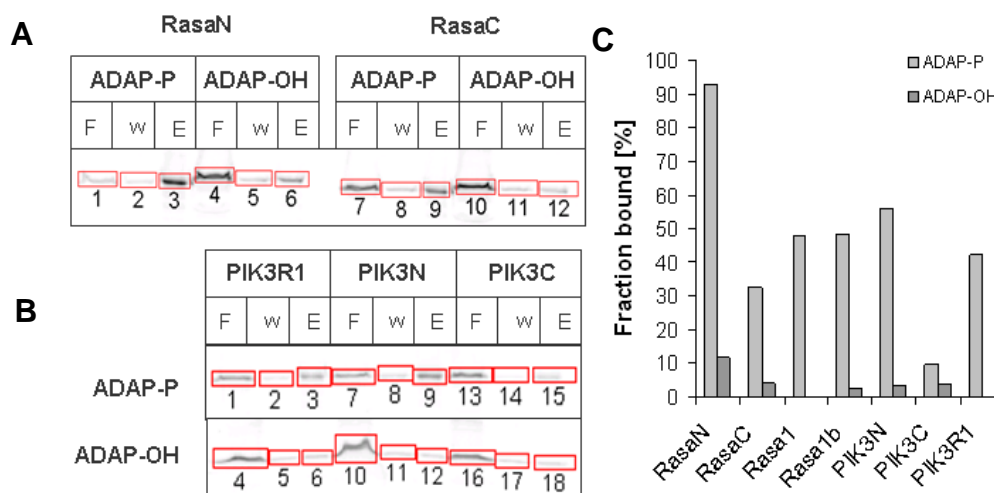 A
RasaN RasaC
ADAP-P ADAP-OH ADAP-P ADAP-OH
F w E F w E F w E F w E
1 2 3 4 5 6 7 8 9 10 11 12
B
PIK3R1 PIK3N PIK3C
F w E F w E F w E
ADAP-P
1 2 3 7 8 9 13 14 15
ADAP-OH
4 5 6 10 11 12 16 17 18
C
ADAP-P
ADAP-OH
Fraction bound [%]
100
90
80
70
60
50
40
30
20
10
0
RasaN RasaC Rasa1 Rasa1b PIK3N PIK3C PIK3R1